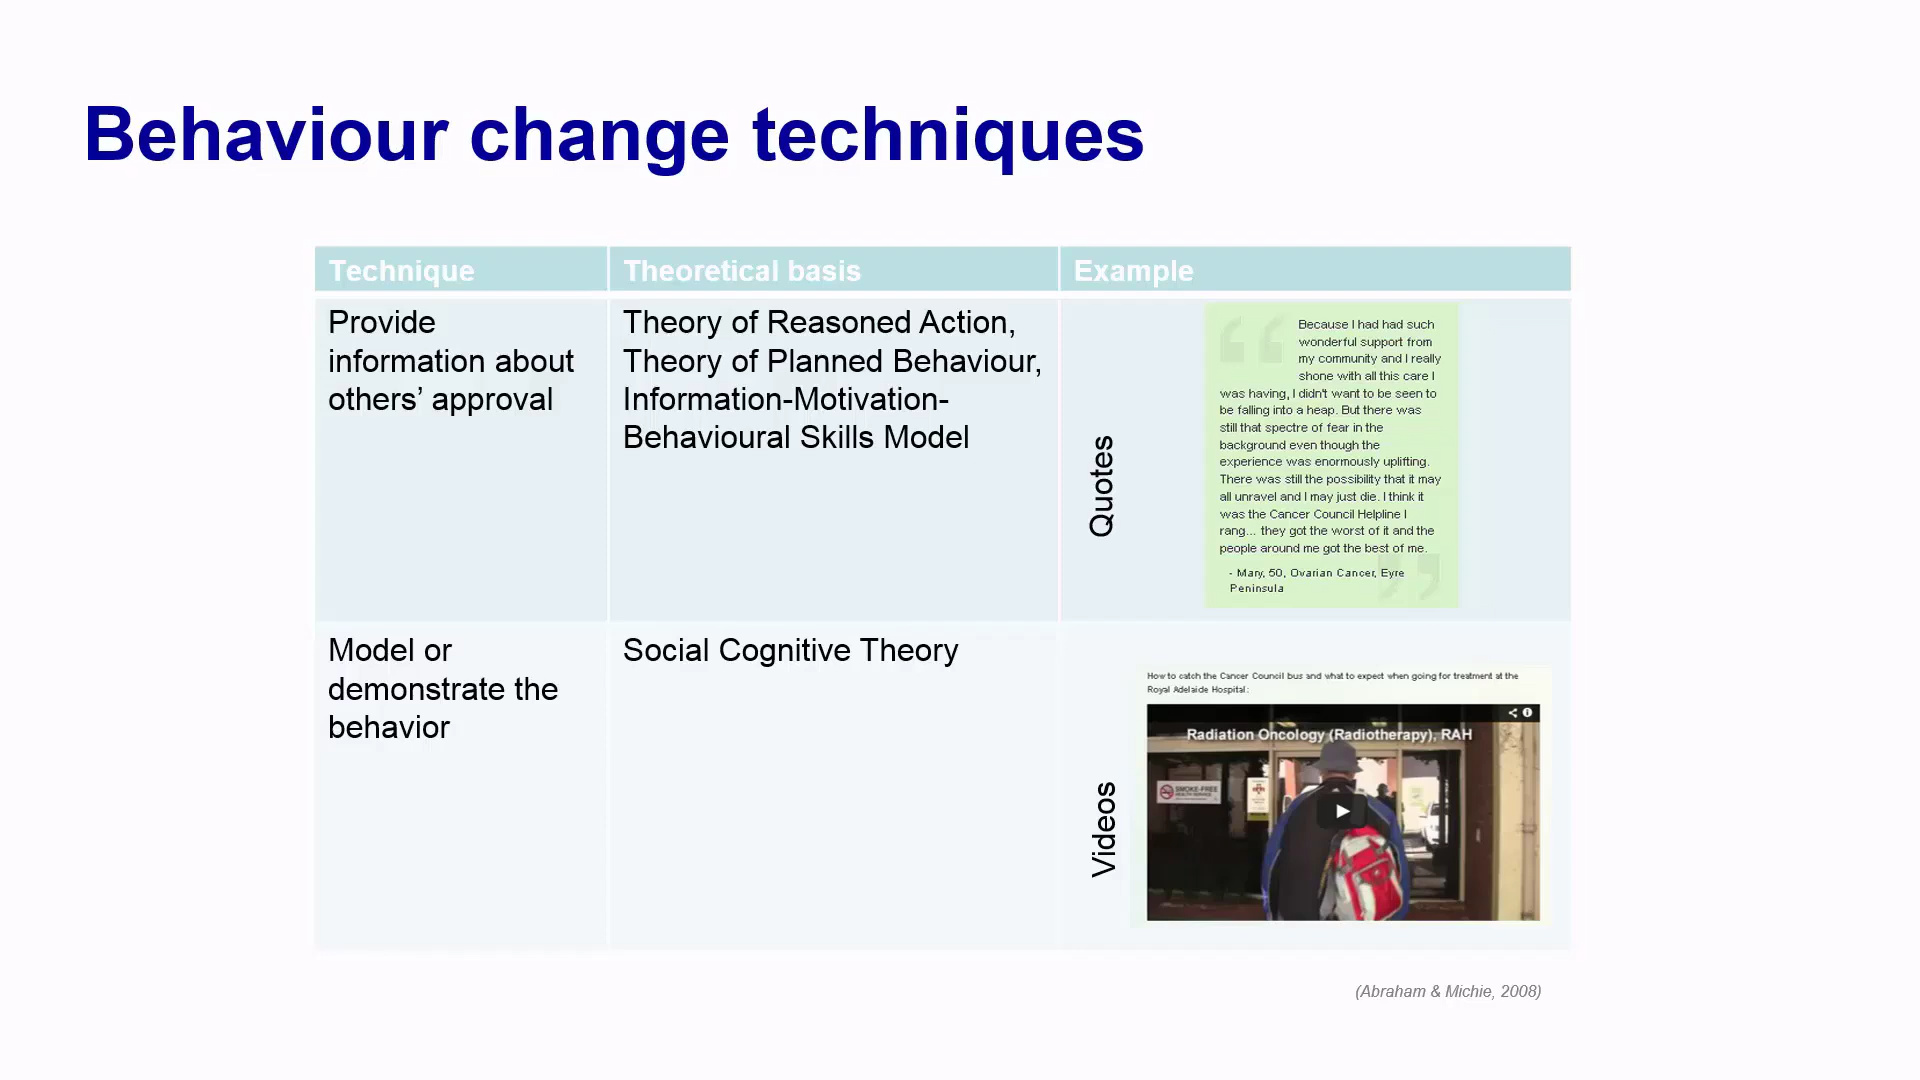 Behaviour change techniques
Technique
Theoretical basis
Example
Provide
information about
others’ approval
Theory of Reasoned Action,
Theory of Planned Behaviour,
Information-Motivation-
Behavioural Skills Model
Quotes
Because I had had such
wonderful support from
my community and I really
shone with all this care I
was having, I didn't want to be seen to
be falling into a heap. But there was
still that spectre of fear in the
background even though the
experience was enormously uplifting.
There was still the possibility that it may
all unravel and I may just die. I think it
was the Cancer Council Helpline I
rang... they got the worst of it and the
people around me got the best of me.
- Mary, 50, Ovarian Cancer, Eyre
Peninsula
Model or
demonstrate the
behavior
Social Cognitive Theory
Videos
How to catch the Cancer Council bus and what to expect when going for treatment at the
Royal Adelaide Hospital:
Radiation Oncology (Radiotherapy), RAH
SMOKE-FREE
(Abraham & Michie, 2008)